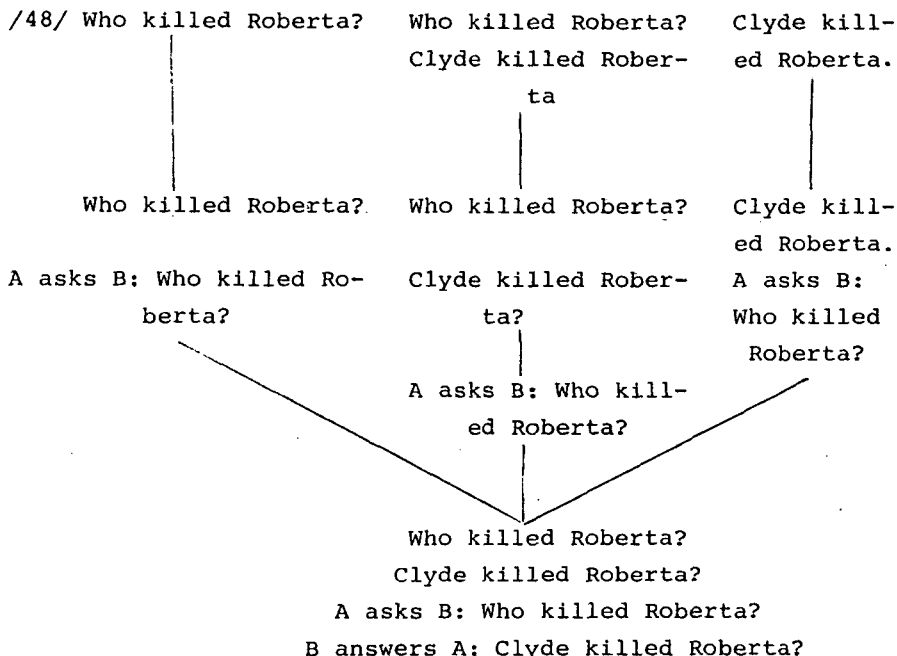 /48/ Who killed Roberta? Who killed Roberta? Clyde kill-
Clyde killed Rober- ed Roberta.
ta
Who killed Roberta? Who killed Roberta? Clyde kill-
ed Roberta.
A asks B: Who killed Ro- Clyde killed Rober- A asks B:
berta? ta? Who killed
Roberta?
A asks B: Who kill-
ed Roberta?
Who killed Roberta?
Clyde killed Roberta?
A asks B: Who killed Roberta?
B answers A: Clyde killed Roberta?